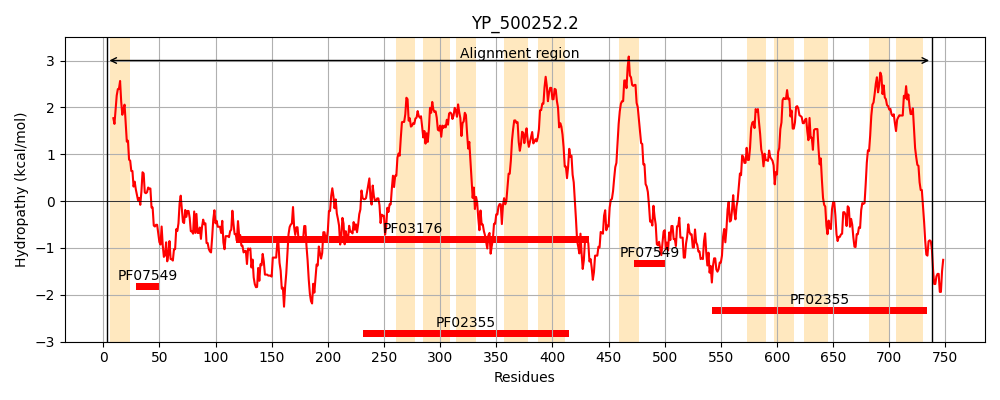 YP_500252.2
Hydropathy (kcal/mol)
3
2
1
0
−1
−2
−3
Alignment region
PF03176
PF07549
PF07549
PF02355
PF02355
0 50 100 150 200 250 300 350 400 450 500 550 600 650 700 750
Residues